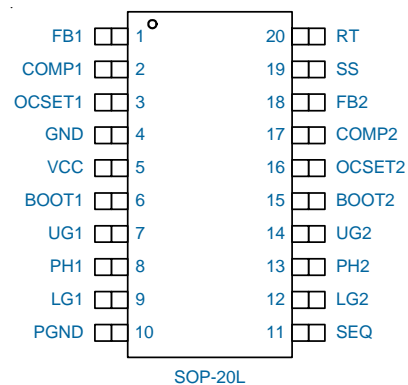 FB1 1 20 RT
COMP1 2 19 SS
OCSET1 3 18 FB2
GND 4 17 COMP2
VCC 5 16 OCSET2
BOOT1 6 15 BOOT2
UG1 7 14 UG2
PH1 8 13 PH2
LG1 9 12 LG2
PGND 10 11 SEQ
SOP-20L